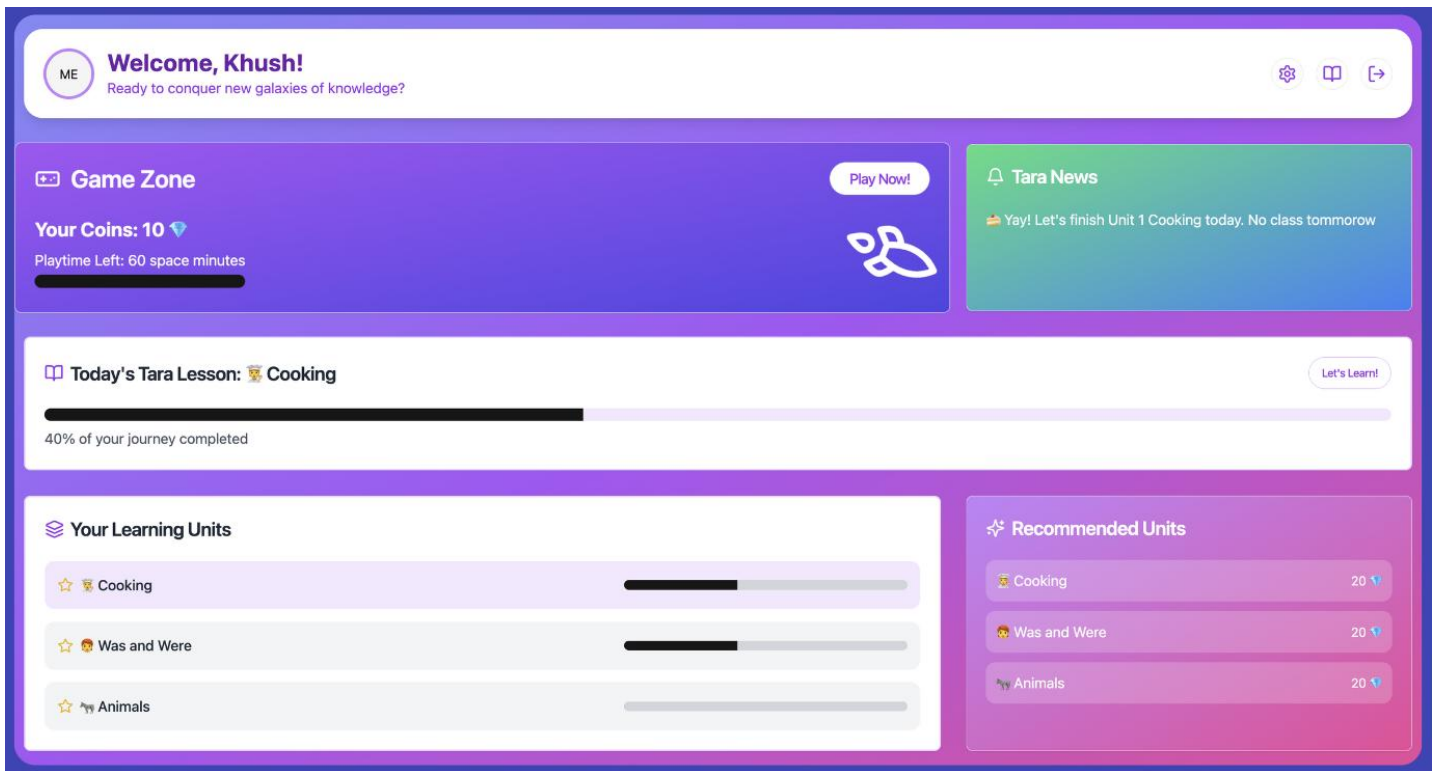 ME
Welcome, Khush!
Ready to conquer new galaxies of knowledge?
Game Zone
Play Now!
Your Coins: 10 💎
Playtime Left: 60 space minutes
Tara News
🍰 Yay! Let's finish Unit 1 Cooking today. No class tommorow
Today's Tara Lesson: 👨‍🍳 Cooking
Let's Learn!
40% of your journey completed
Your Learning Units
👨‍🍳 Cooking
🧒 Was and Were
🐄 Animals
Recommended Units
👨‍🍳 Cooking 20 💎
🧒 Was and Were 20 💎
🐄 Animals 20 💎